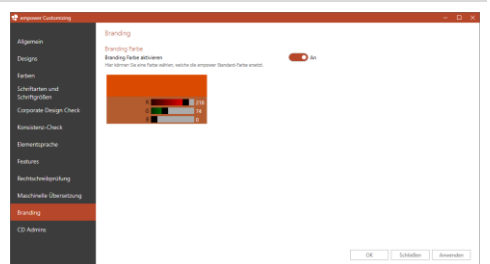 empower Customizing
Allgemein
Designs
Farben
Schriftarten und
Schriftgrößen
Corporate Design Check
Konsistenz-Check
Elementsprache
Features
Rechtschreibprüfung
Maschinelle Übersetzung
Branding
CD Admins
Branding
Branding Farbe
Branding Farbe aktivieren
An
Hier können Sie eine Farbe wählen, welche die empower Standard-Farbe ersetzt.
R 218
G 74
B 0
OK
Schließen
Anwenden